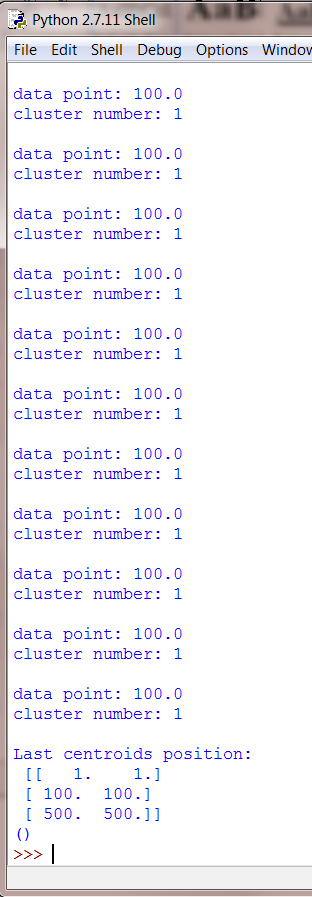 Python 2.7.11 Shell
File Edit Shell Debug Options Window
data point: 100.0
cluster number: 1
data point: 100.0
cluster number: 1
data point: 100.0
cluster number: 1
data point: 100.0
cluster number: 1
data point: 100.0
cluster number: 1
data point: 100.0
cluster number: 1
data point: 100.0
cluster number: 1
data point: 100.0
cluster number: 1
data point: 100.0
cluster number: 1
data point: 100.0
cluster number: 1
data point: 100.0
cluster number: 1
Last centroids position:
[[ 1. 1.]
[ 100. 100.]
[ 500. 500.]]
()
>>>